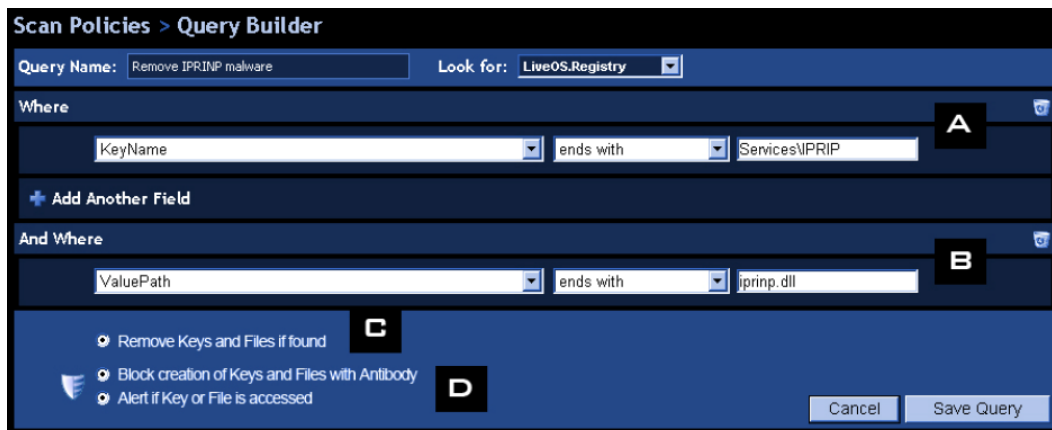 Scan Policies > Query Builder
Query Name: Remove IPRINP malware Look for: LiveOS.Registry
Where
A
KeyName ends with Services\IPRIP
Add Another Field
And Where
B
ValuePath ends with iprinp.dll
C
Remove Keys and Files if found
Block creation of Keys and Files with Antibody
D
Alert if Key or File is accessed
Cancel Save Query